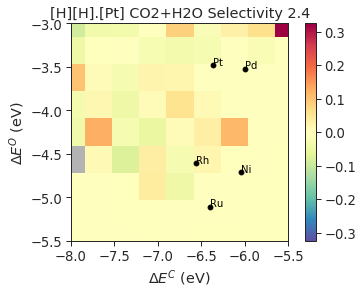 [H][H].[Pt] CO2+H2O Selectivity 2.4
−3.0
−3.5
−4.0
−4.5
−5.0
−5.5
ΔE^O (eV)
Pt
Pd
Rh
Ni
Ru
−8.0 −7.5 −7.0 −6.5 −6.0 −5.5
ΔE^C (eV)
0.3
0.2
0.1
0.0
−0.1
−0.2
−0.3